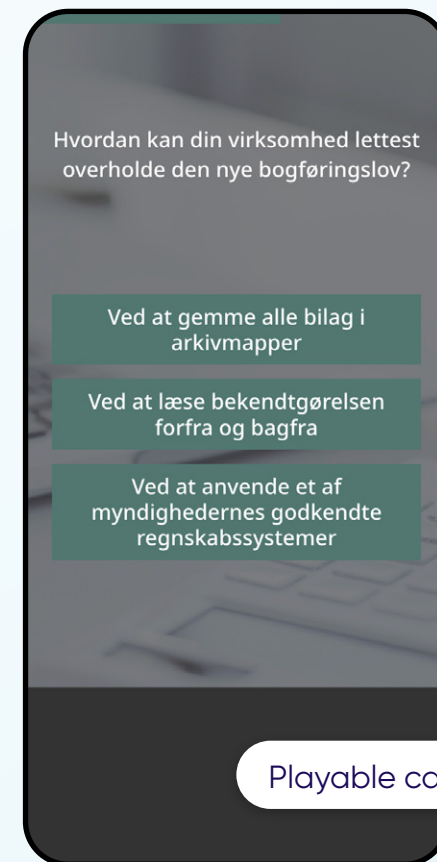 Hvordan kan din virksomhed lettest
overholde den nye bogføringslov?
Ved at gemme alle bilag i
arkivmapper
Ved at læse bekendtgørelsen
forfra og bagfra
Ved at anvende et af
myndighedernes godkendte
regnskabssystemer
Playable